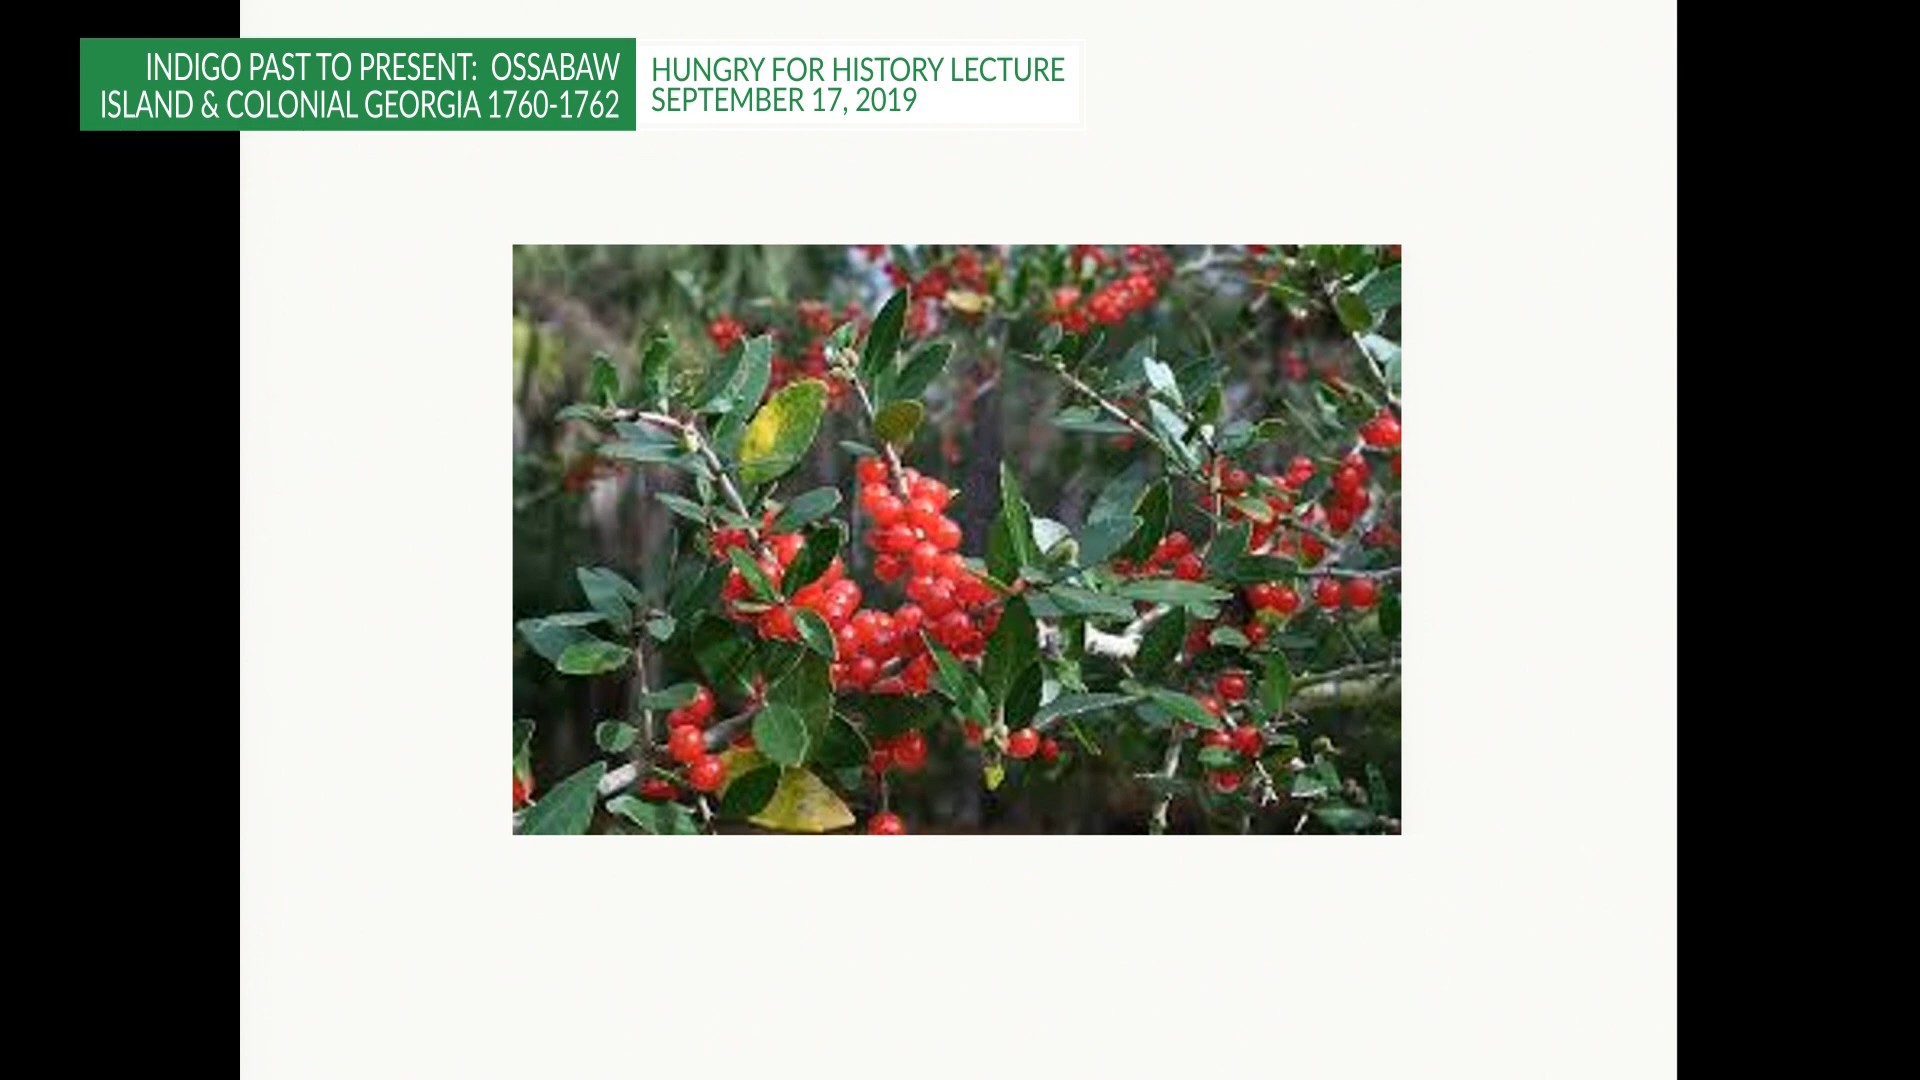 INDIGO PAST TO PRESENT: OSSABAW
ISLAND & COLONIAL GEORGIA 1760-1762
HUNGRY FOR HISTORY LECTURE
SEPTEMBER 17, 2019